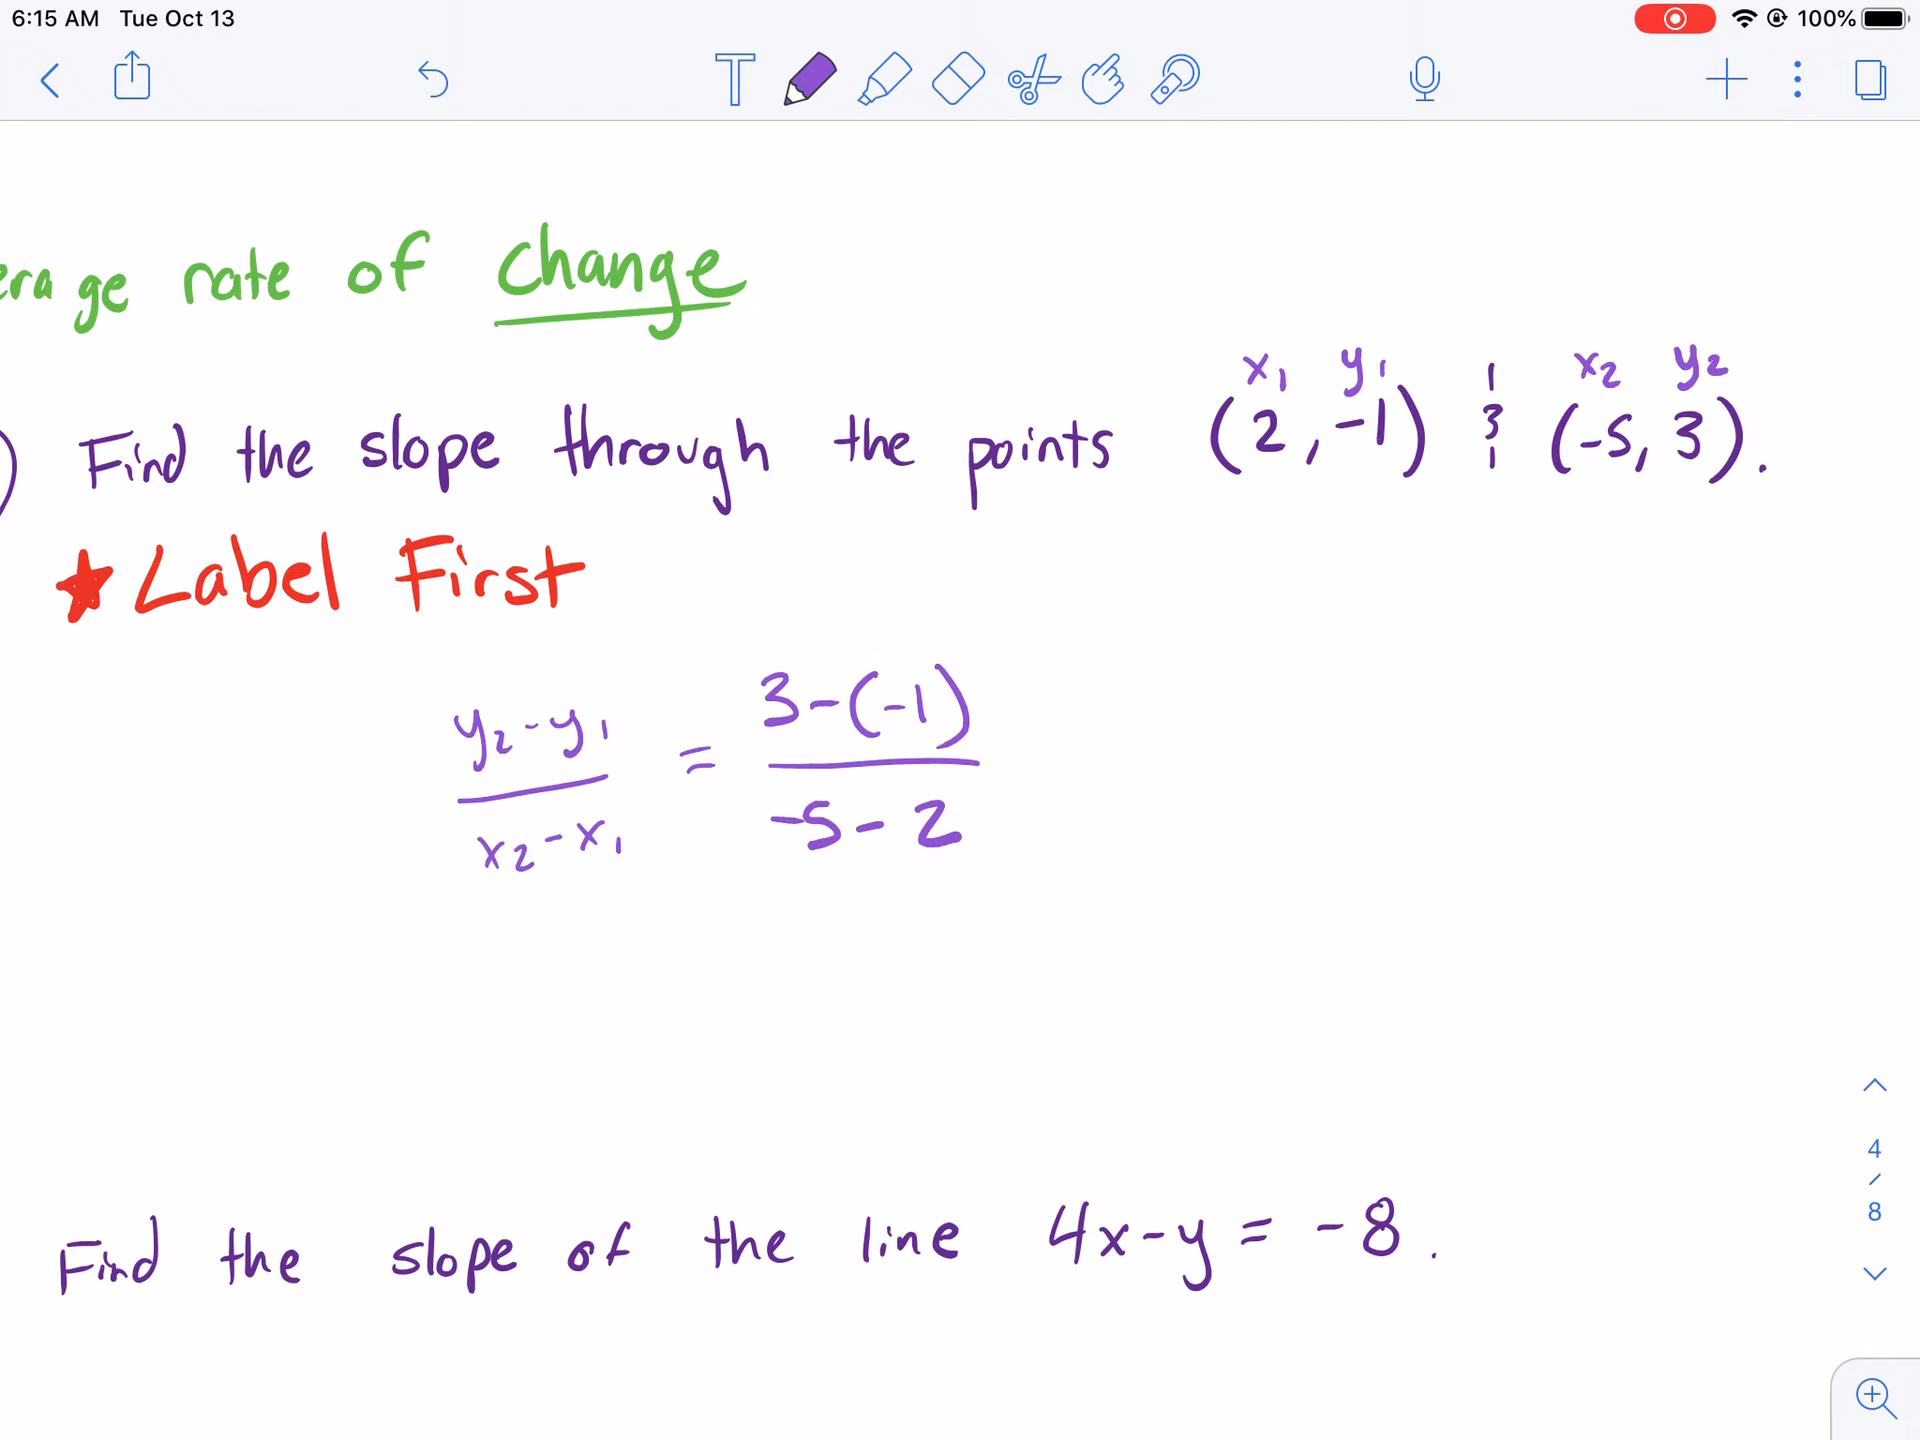 6:15 AM Tue Oct 13 100%
T
erage rate of change
x₁ y₁ x₂ y₂
) Find the slope through the points (2, -1) & (-5, 3).
★ Label First
y₂ - y₁ / x₂ - x₁ = 3 - (-1) / -5 - 2
4
/
8
Find the slope of the line 4x - y = -8.